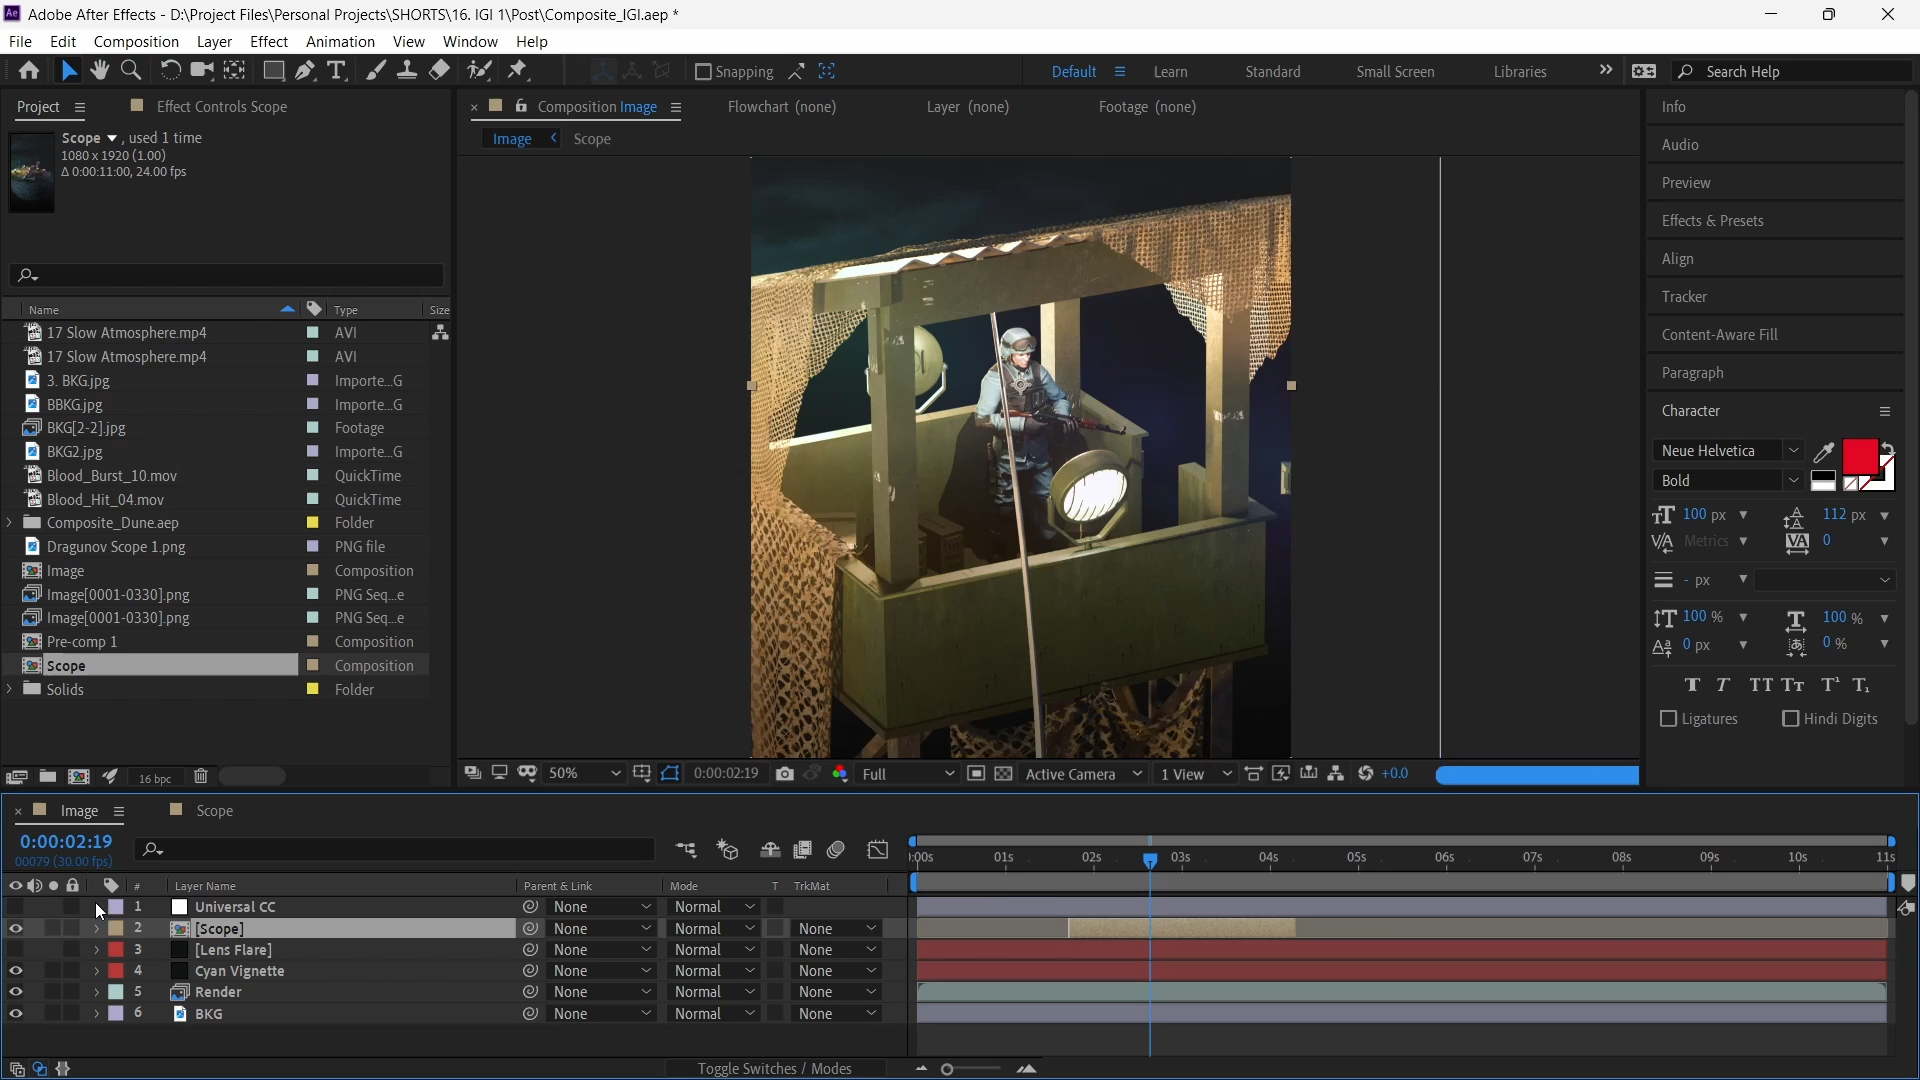 Adobe After Effects - D:\Project Files\Personal Projects\SHORTS\16. IGI 1\Post\Composite_IGI.aep *
File Edit Composition Layer Effect Animation View Window Help
Snapping Default Learn Standard Small Screen Libraries Search Help
Project Effect Controls Scope
Composition Image Flowchart (none) Layer (none) Footage (none)
Image Scope
Scope , used 1 time
1080 x 1920 (1.00)
Δ 0:00:11:00, 24.00 fps
Name Type Size
17 Slow Atmosphere.mp4 AVI
17 Slow Atmosphere.mp4 AVI
3. BKG.jpg Importe...G
BBKG.jpg Importe...G
BKG[2-2].jpg Footage
BKG2.jpg Importe...G
Blood_Burst_10.mov QuickTime
Blood_Hit_04.mov QuickTime
Composite_Dune.aep Folder
Dragunov Scope 1.png PNG file
Image Composition
Image[0001-0330].png PNG Seq...e
Image[0001-0330].png PNG Seq...e
Pre-comp 1 Composition
Scope Composition
Solids Folder
16 bpc
50% 0:00:02:19 Full Active Camera 1 View +0.0
Info
Audio
Preview
Effects & Presets
Align
Tracker
Content-Aware Fill
Paragraph
Character
Neue Helvetica
Bold
100 px 112 px
Metrics 0
- px
100 % 100 %
0 px 0 %
T T TT Tt T¹ T₁
Ligatures Hindi Digits
Image Scope
0:00:02:19
00079 (30.00 fps)
:00s 01s 02s 03s 04s 05s 06s 07s 08s 09s 10s 11s
# Layer Name Parent & Link Mode T TrkMat
1 Universal CC None Normal
2 [Scope] None Normal None
3 [Lens Flare] None Normal None
4 Cyan Vignette None Normal None
5 Render None Normal None
6 BKG None Normal None
Toggle Switches / Modes